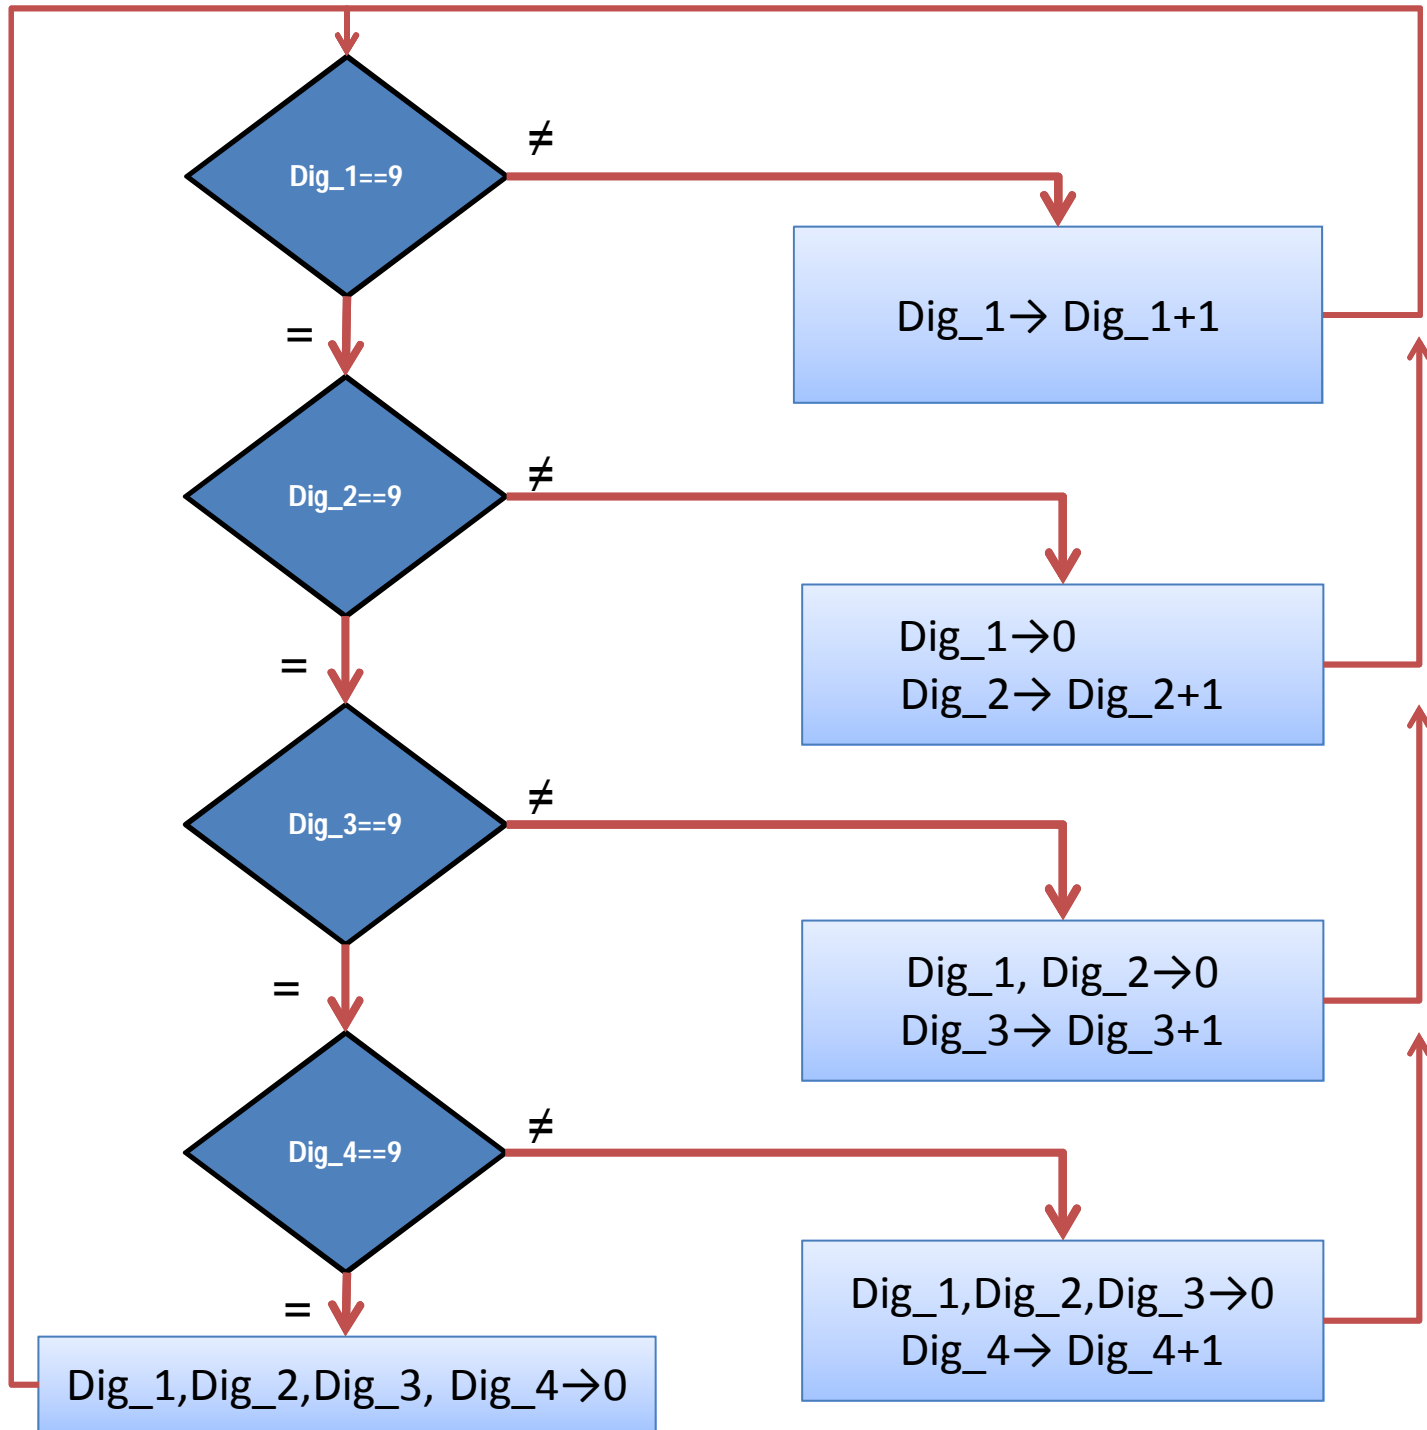 Dig_1==9
≠
Dig_1→ Dig_1+1
=
Dig_2==9
≠
Dig_1→0
Dig_2→ Dig_2+1
=
Dig_3==9
≠
Dig_1, Dig_2→0
Dig_3→ Dig_3+1
=
Dig_4==9
≠
Dig_1,Dig_2,Dig_3→0
Dig_4→ Dig_4+1
=
Dig_1,Dig_2,Dig_3, Dig_4→0